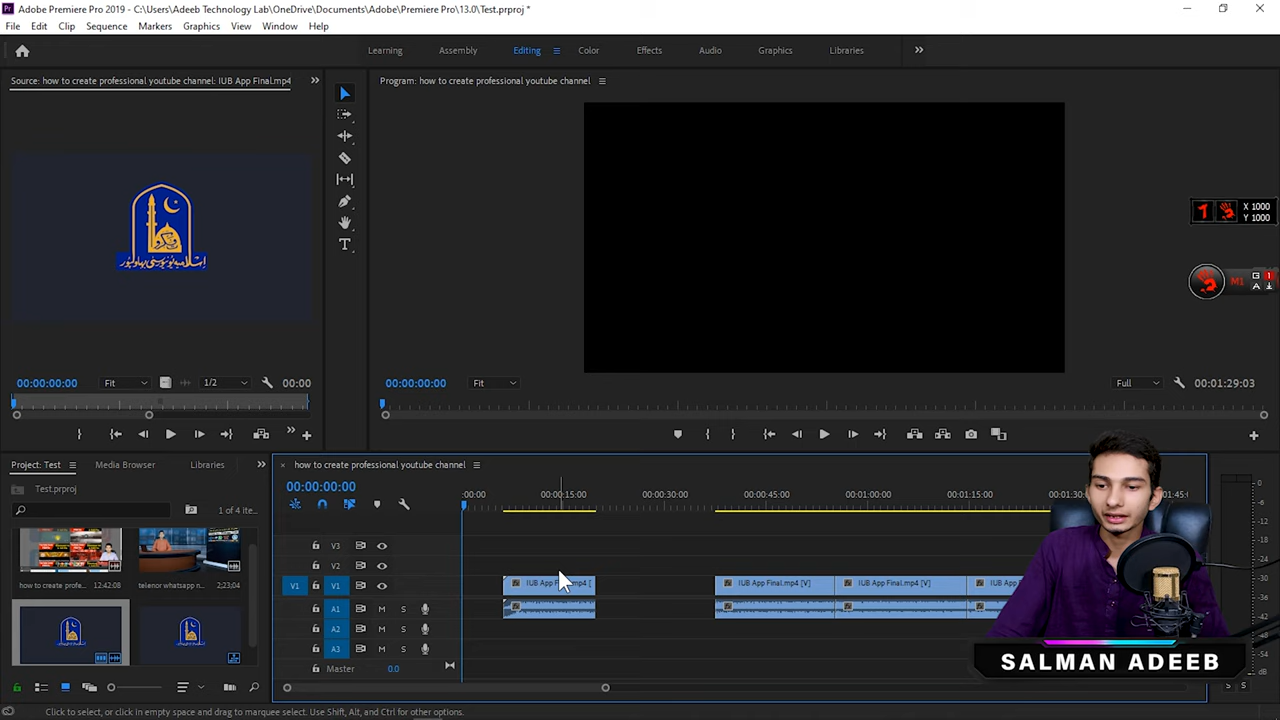 Adobe Premiere Pro 2019 - C:\Users\Adeeb Technology Lab\OneDrive\Documents\Adobe\Premiere Pro\13.0\Test.prproj *
File Edit Clip Sequence Markers Graphics View Window Help
Learning Assembly Editing Color Effects Audio Graphics Libraries
Source: how to create professional youtube channel: IUB App Final.mp4
Program: how to create professional youtube channel
X 1000
Y 1000
M1 G 1
A
00:00:00:00 Fit 1/2 00:00
00:00:00:00 Fit Full 00:01:29:03
Project: Test Media Browser Libraries
how to create professional youtube channel
Test.prproj
00:00:00:00
:00:00 00:00:15:00 00:00:30:00 00:00:45:00 00:01:00:00 00:01:15:00
1 of 4 ite...
how to create profe... 12:42:08
telenor whatsapp n... 2;23;04
V3
V2
V1 V1 IUB App Final.mp4 [V] IUB App Final.mp4 [V] IUB App
A1 M S
A2 M S
A3 M S
Master 0.0
0
S S
SALMAN ADEEB
Click to select, or click in empty space and drag to marquee select. Use Shift, Alt, and Ctrl for other options.